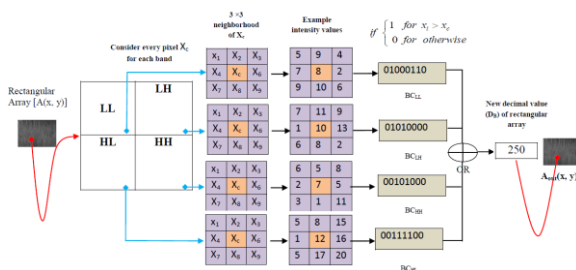 3 ×3
neighborhood
of Xc
Example
intensity values
if { 1 for xi > xc
0 for otherwise
Consider every pixel Xc
for each band
Rectangular
Array [A(x, y)]
LL
LH
HL
HH
X1 X2 X3
X4 Xc X6
X7 X8 X9
5 9 4
7 8 2
9 10 6
01000110
BCLL
X1 X2 X3
X4 Xc X6
X7 X8 X9
7 11 9
1 10 13
6 8 2
01010000
BCLH
X1 X2 X3
X4 Xc X6
X7 X8 X9
6 5 8
2 7 5
3 1 11
00101000
BCHH
X1 X2 X3
X4 Xc X6
X7 X8 X9
5 8 15
1 12 16
5 17 20
00111100
OR
New decimal value
(DN) of rectangular
array
250
Aout(x, y)